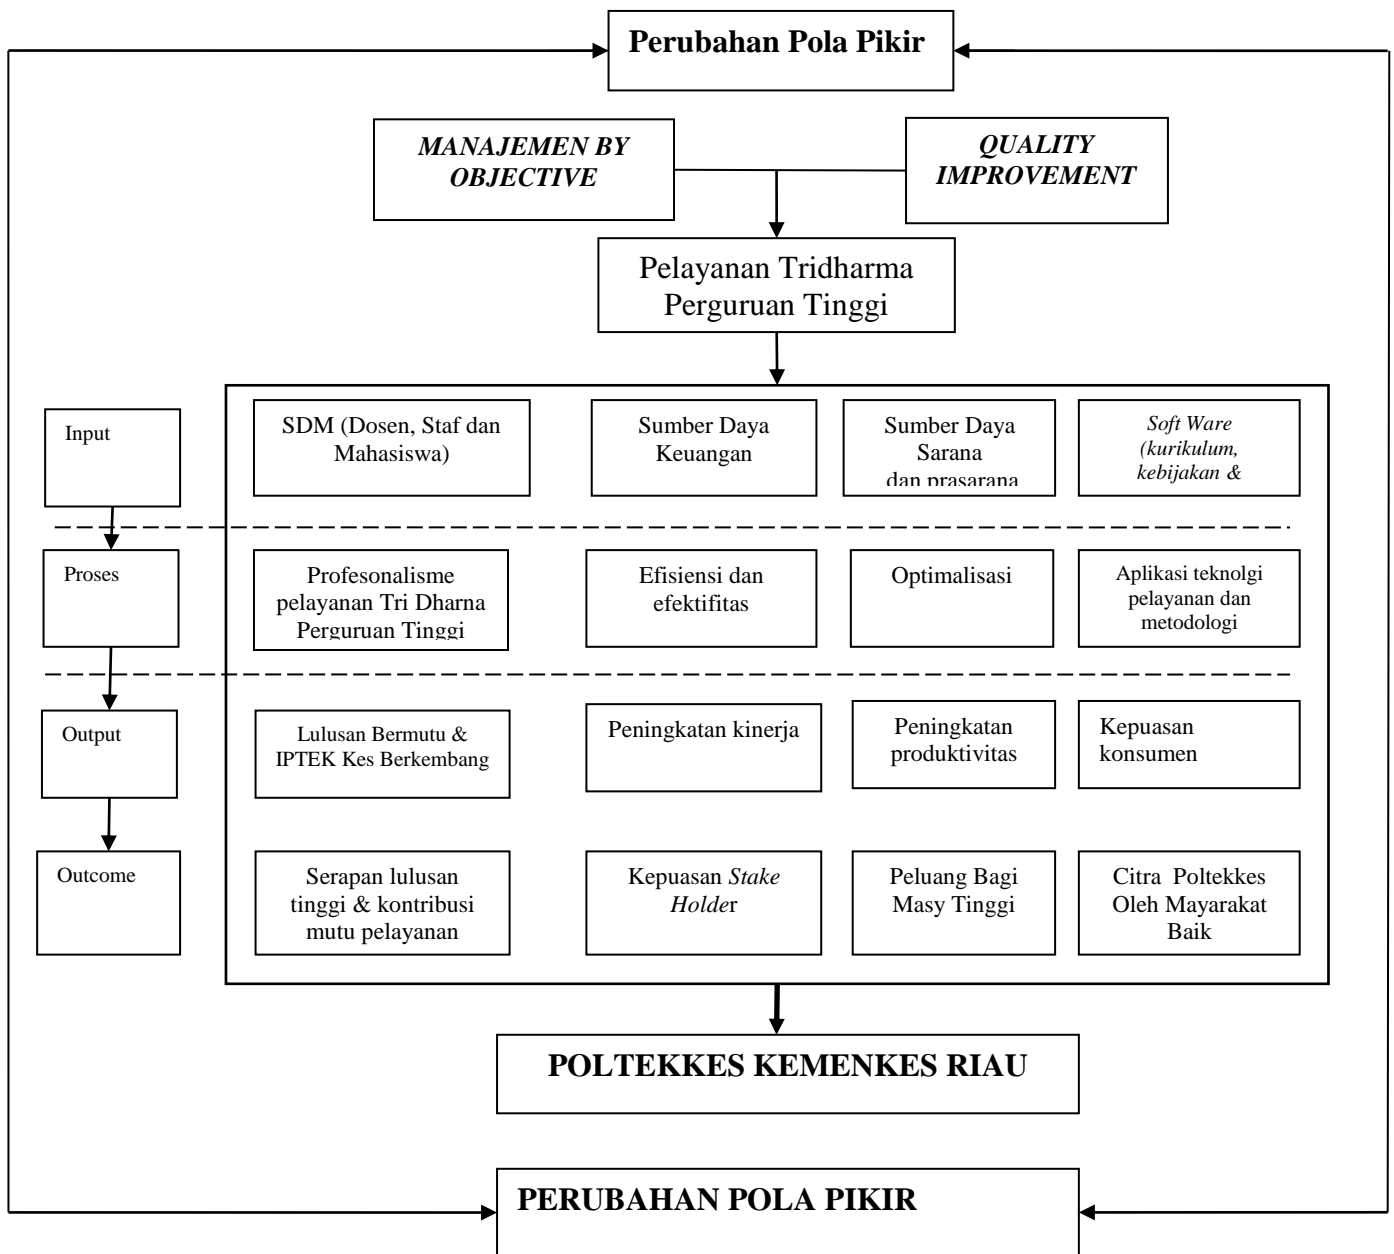 Perubahan Pola Pikir
MANAJEMEN BY
OBJECTIVE
QUALITY
IMPROVEMENT
Pelayanan Tridharma
Perguruan Tinggi
Input
SDM (Dosen, Staf dan
Mahasiswa)
Sumber Daya
Keuangan
Sumber Daya
Sarana
dan prasarana
Soft Ware
(kurikulum,
kebijakan &
Proses
Profesonalisme
pelayanan Tri Dharna
Perguruan Tinggi
Efisiensi dan
efektifitas
Optimalisasi
Aplikasi teknolgi
pelayanan dan
metodologi
Output
Lulusan Bermutu &
IPTEK Kes Berkembang
Peningkatan kinerja
Peningkatan
produktivitas
Kepuasan
konsumen
Outcome
Serapan lulusan
tinggi & kontribusi
mutu pelayanan
Kepuasan Stake
Holder
Peluang Bagi
Masy Tinggi
Citra Poltekkes
Oleh Mayarakat
Baik
POLTEKKES KEMENKES RIAU
PERUBAHAN POLA PIKIR